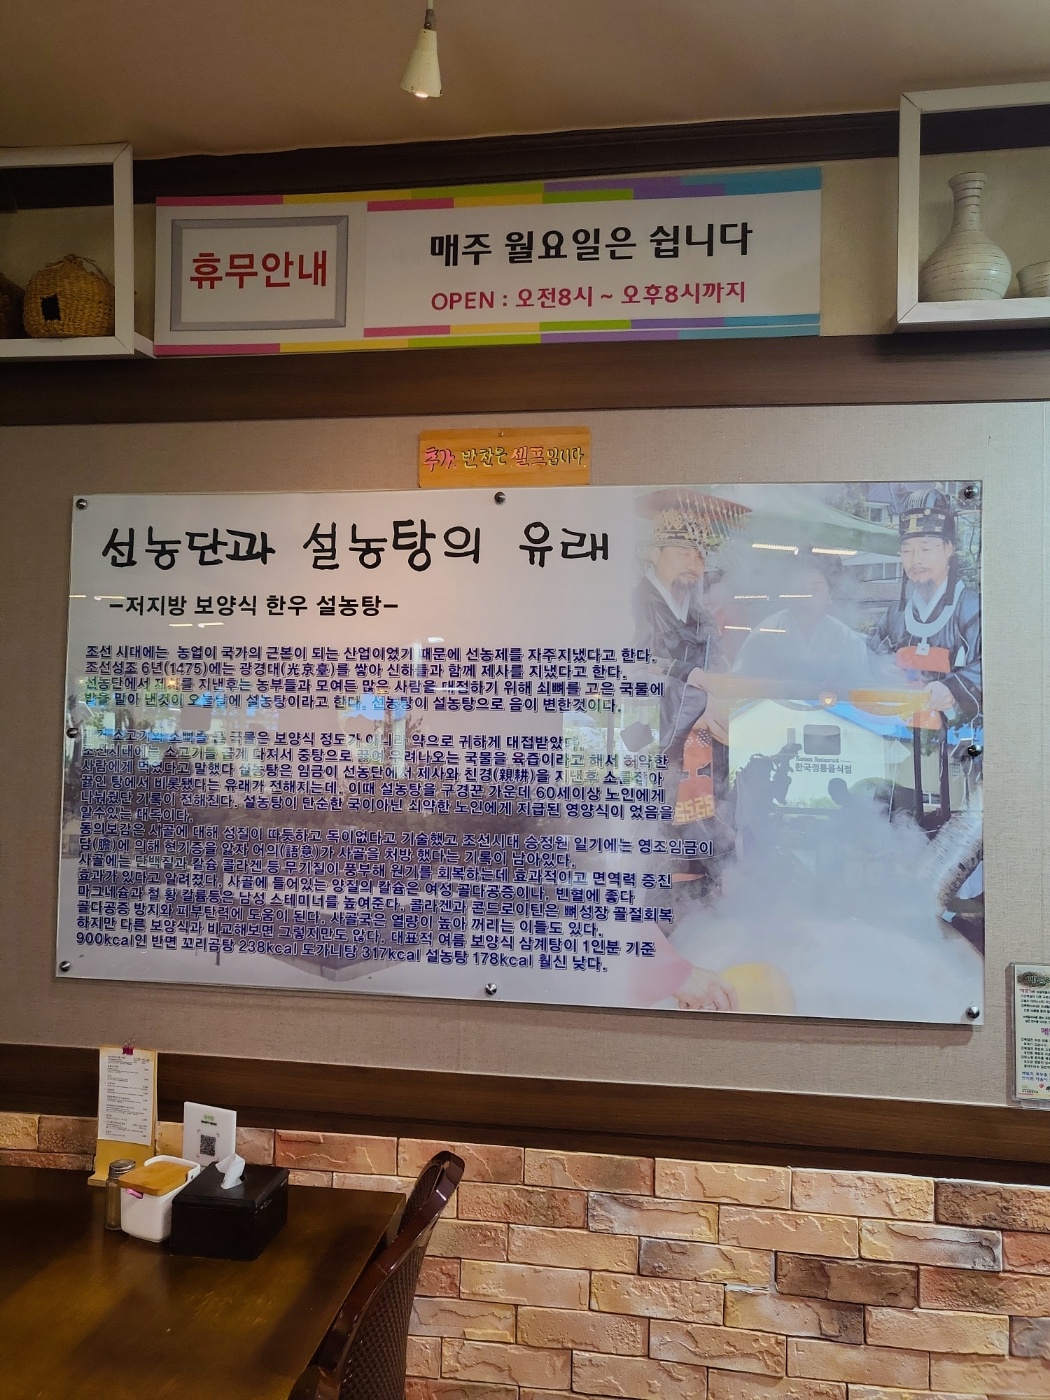 휴무안내
매주 월요일은 쉽니다
OPEN : 오전8시 ~ 오후8시까지
추가 반찬은 셀프입니다
선농단과 설농탕의 유래
-저지방 보양식 한우 설농탕-
조선 시대에는 농업이 국가의 근본이 되는 산업이였기 때문에 선농제를 자주지냈다고 한다.
조선성조 6년(1475)에는 광경대(光京臺)를 쌓아 신하들과 함께 제사를 지냈다고 한다.
선농단에서 제사를 지낸후는 농부들과 모여든 많은 사람을 대접하기 위해 쇠뼈를 고은 국물에
밥을 말아 낸것이 오늘날에 설농탕이라고 한다. 선농탕이 설농탕으로 음이 변한것이다.
소고기와 소뼈를 곤 국물은 보양식 정도가 아니라 약으로 귀하게 대접받았다.
조선시대에는 소고기를 곱게 다져서 중탕으로 끓여 우려나오는 국물을 육즙이라고 해서 허약한
사람에게 먹였다고 말했다 설농탕은 임금이 선농단에서 제사와 친경(親耕)을 지낸후 소를잡아
끓인 탕에서 비롯됐다는 유래가 전해지는데, 이때 설농탕을 구경꾼 가운데 60세이상 노인에게
나눠줬단 기록이 전해진다. 설농탕이 단순한 국이아닌 쇠약한 노인에게 지급된 영양식이 었음을
알수있는 대목이다.
동의보감은 사골에 대해 성질이 따듯하고 독이없다고 기술했고 조선시대 승정원 일기에는 영조임금이
담(膽)에 의해 현기증을 앓자 어의(語意)가 사골을 처방 했다는 기록이 남아있다.
사골에는 단백질과 칼슘 콜라겐 등 무기질이 풍부해 원기를 회복하는데 효과적이고 면역력 증진
효과가 있다고 알려졌다. 사골에 들어있는 양질의 칼슘은 여성 골다공증이나, 빈혈에 좋다
마그네슘과 철 황 칼륨등은 남성 스테미너를 높여준다. 콜라겐과 콘드로이틴은 뼈성장 골절회복
골다공증 방지와 피부탄력에 도움이 된다. 사골국은 열량이 높아 꺼리는 이들도 있다.
하지만 다른 보양식과 비교해보면 그렇지만도 않다. 대표적 여름 보양식 삼계탕이 1인분 기준
900kcal인 반면 꼬리곰탕 238kcal 도가니탕 317kcal 설농탕 178kcal 훨신 낮다.
한국정통음식점